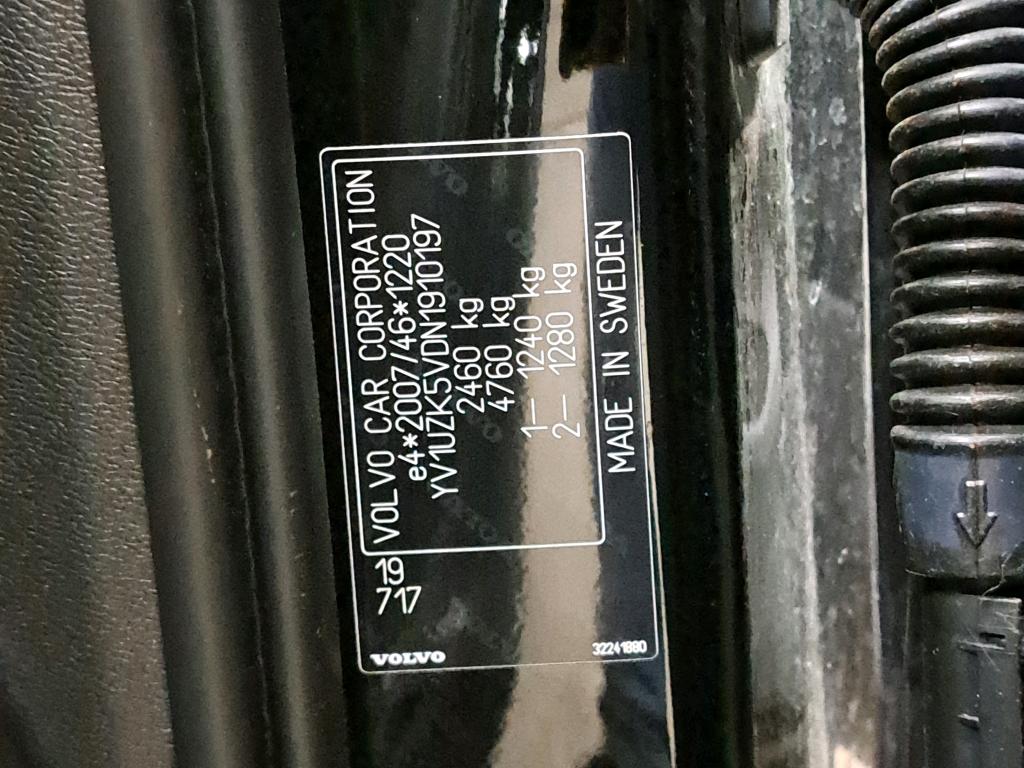 VOLVO CAR CORPORATION
e4*2007/46*1220
YV1UZK5VDN1910197
2460 kg
4760 kg
1— 1240 kg
2— 1280 kg
MADE IN SWEDEN
19
717
VOLVO
32241880